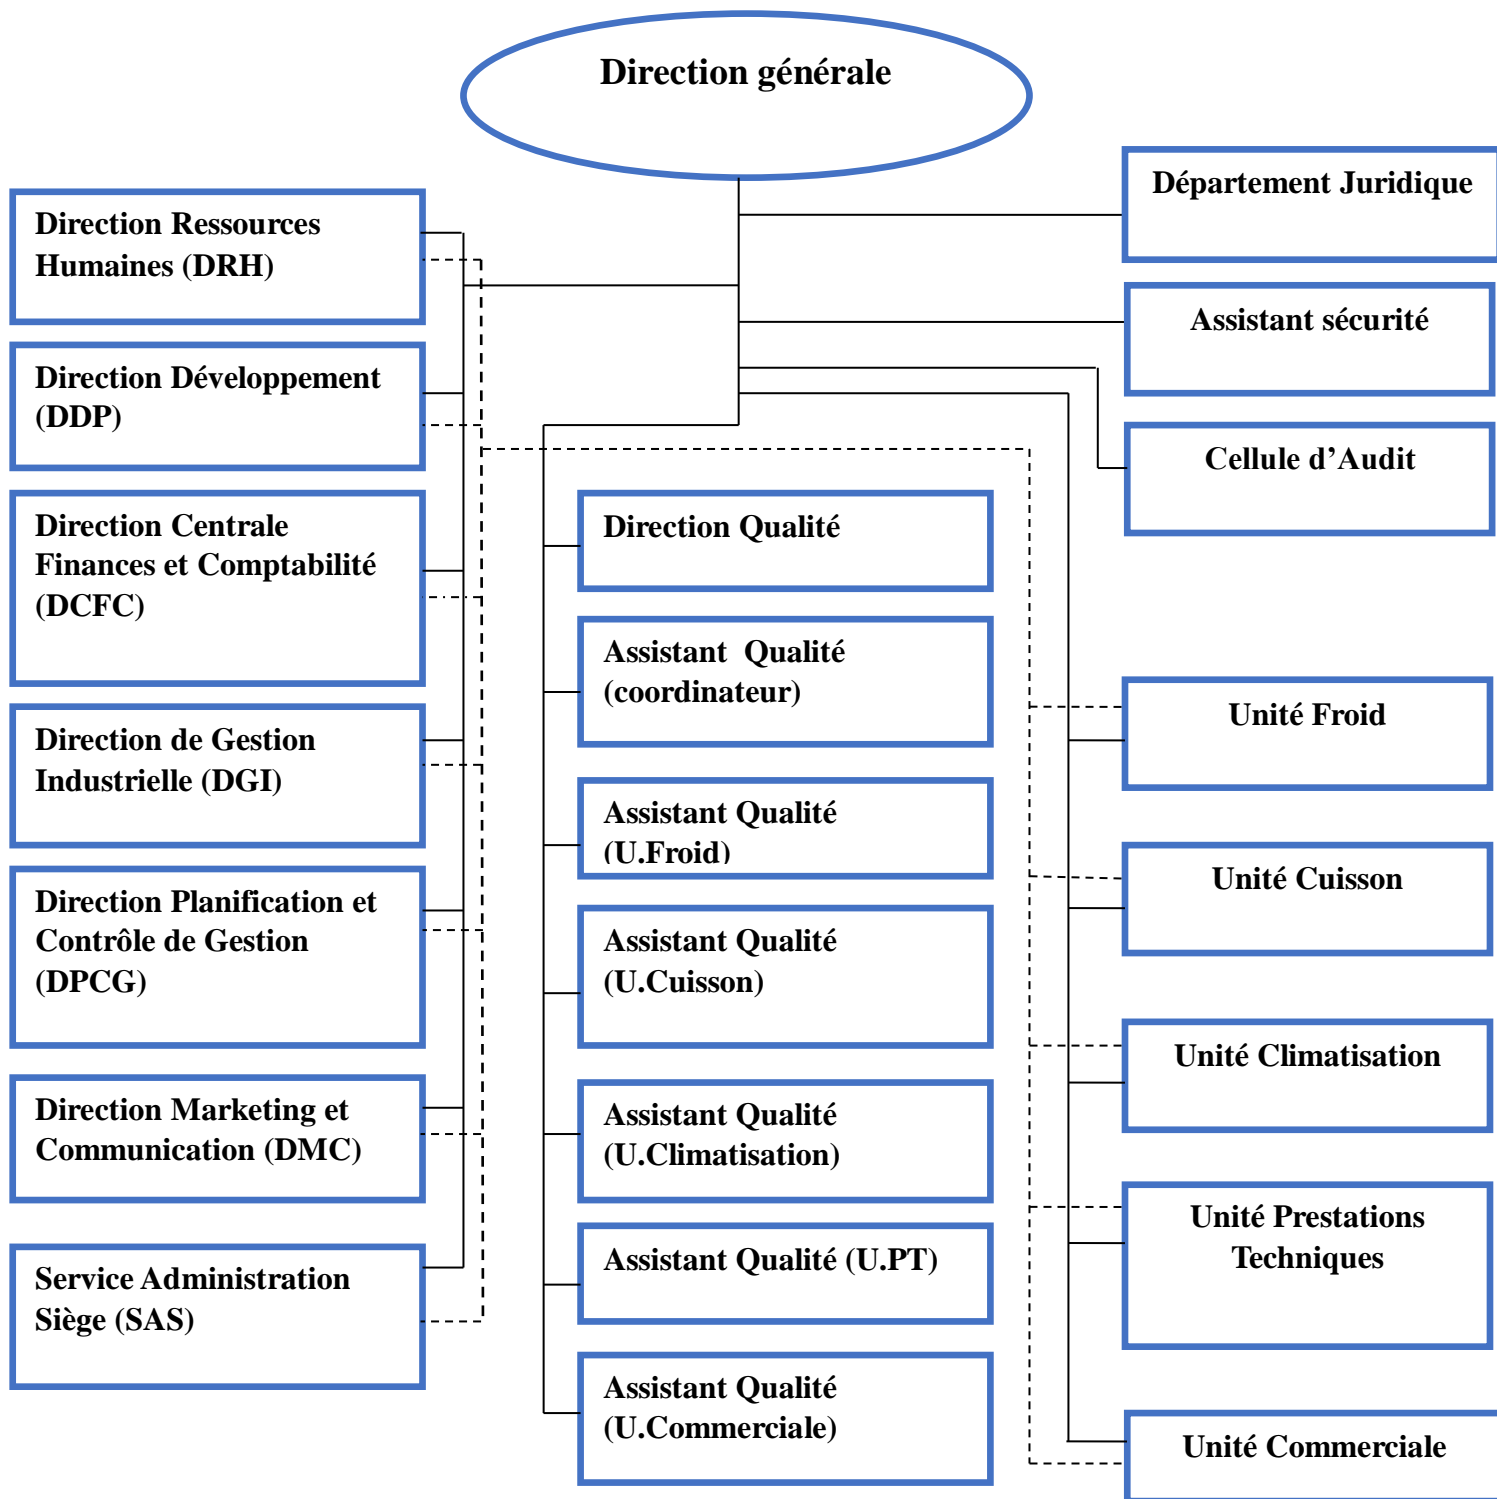 Direction générale
Direction Ressources
Humaines (DRH)
Direction Développement
(DDP)
Direction Centrale
Finances et Comptabilité
(DCFC)
Direction de Gestion
Industrielle (DGI)
Direction Planification et
Contrôle de Gestion
(DPCG)
Direction Marketing et
Communication (DMC)
Service Administration
Siège (SAS)
Direction Qualité
Assistant  Qualité
(coordinateur)
Assistant Qualité
(U.Froid)
Assistant Qualité
(U.Cuisson)
Assistant Qualité
(U.Climatisation)
Assistant Qualité (U.PT)
Assistant Qualité
(U.Commerciale)
Département Juridique
Assistant sécurité
Cellule d’Audit
Unité Froid
Unité Cuisson
Unité Climatisation
Unité Prestations
Techniques
Unité Commerciale